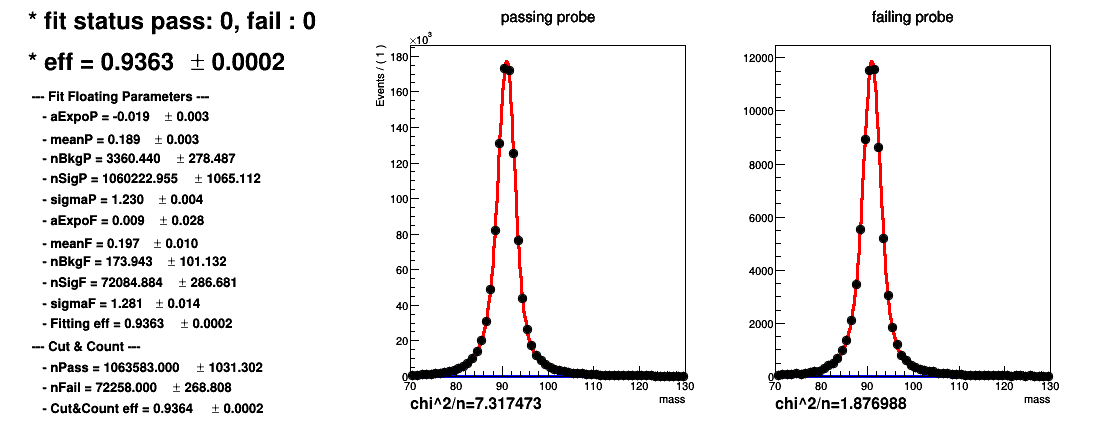 * fit status pass: 0, fail : 0
* eff = 0.9363 ± 0.0002
--- Fit Floating Parameters ---
- aExpoP = -0.019 ± 0.003
- meanP = 0.189 ± 0.003
- nBkgP = 3360.440 ± 278.487
- nSigP = 1060222.955 ± 1065.112
- sigmaP = 1.230 ± 0.004
- aExpoF = 0.009 ± 0.028
- meanF = 0.197 ± 0.010
- nBkgF = 173.943 ± 101.132
- nSigF = 72084.884 ± 286.681
- sigmaF = 1.281 ± 0.014
- Fitting eff = 0.9363 ± 0.0002
--- Cut & Count ---
- nPass = 1063583.000 ± 1031.302
- nFail = 72258.000 ± 268.808
- Cut&Count eff = 0.9364 ± 0.0002
passing probe
×10³
Events / ( 1 )
180
160
140
120
100
80
60
40
20
0
70 80 90 100 110 120 130
mass
chi^2/n=7.317473
failing probe
12000
10000
8000
6000
4000
2000
0
70 80 90 100 110 120 130
mass
chi^2/n=1.876988